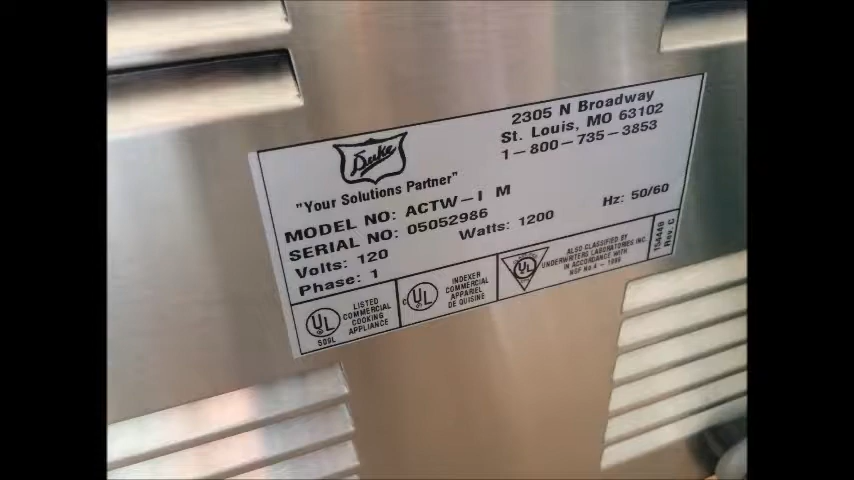 Duke
"Your Solutions Partner"
2305 N Broadway
St. Louis, MO 63102
1-800-735-3853
MODEL NO: ACTW-I M
SERIAL NO: 05052986
Volts: 120
Watts: 1200
Hz: 50/60
Phase: 1
UL
509L
LISTED
COMMERCIAL
COOKING
APPLIANCE
C UL
INDEXER
COMMERCIAL
APPAREIL
DE CUISINE
UL
ALSO CLASSIFIED BY
UNDERWRITERS LABORATORIES INC.
IN ACCORDANCE WITH
NSF No.4 - 1996
Rev. C